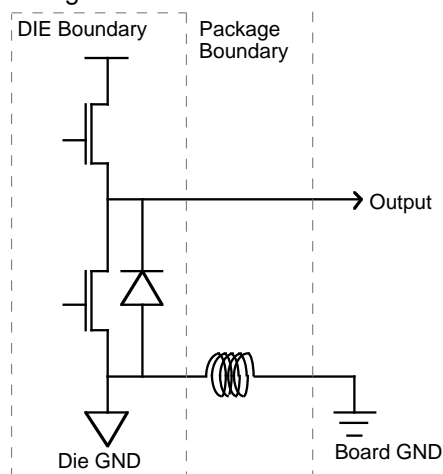 DIE Boundary
Package
Boundary
Output
Die GND
Board GND